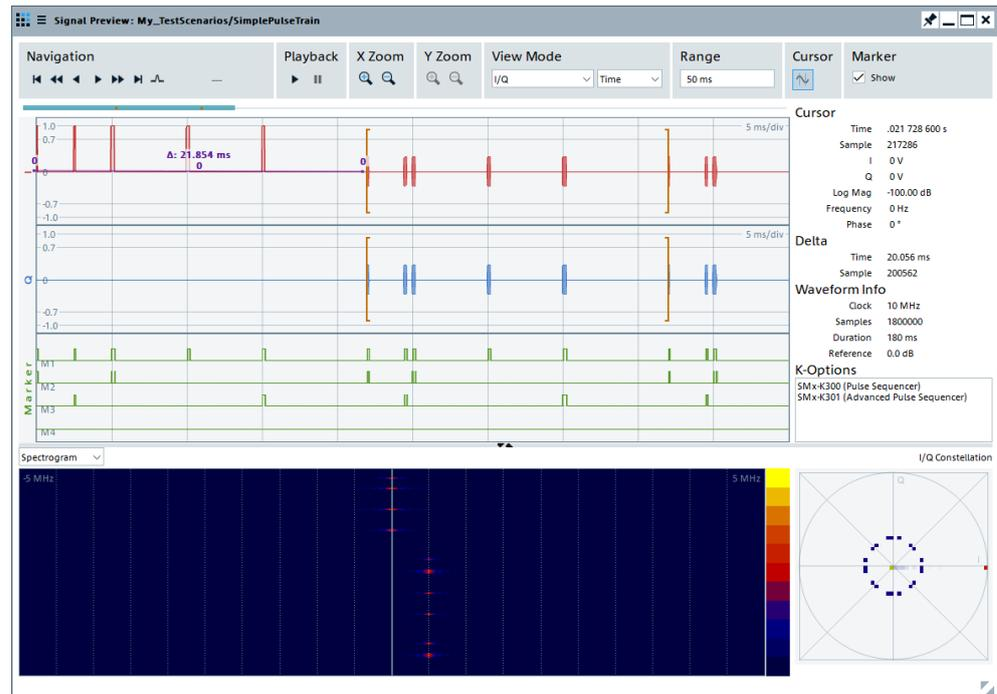 Signal Preview: My_TestScenarios/SimplePulseTrain
Navigation
Playback
X Zoom
Y Zoom
View Mode
Range
Cursor
Marker
I/Q
Time
50 ms
Show
1.0
0.7
5 ms/div
Δ: 21.854 ms
0
0
0
I
0
-0.7
-1.0
1.0
0.7
5 ms/div
Q
0
-0.7
-1.0
Marker
M1
M2
M3
M4
Cursor
Time .021 728 600 s
Sample 217286
I 0 V
Q 0 V
Log Mag -100.00 dB
Frequency 0 Hz
Phase 0 °
Delta
Time 20.056 ms
Sample 200562
Waveform Info
Clock 10 MHz
Samples 1800000
Duration 180 ms
Reference 0.0 dB
K-Options
SMx-K300 (Pulse Sequencer)
SMx-K301 (Advanced Pulse Sequencer)
Spectrogram
I/Q Constellation
-5 MHz
5 MHz
Q
I